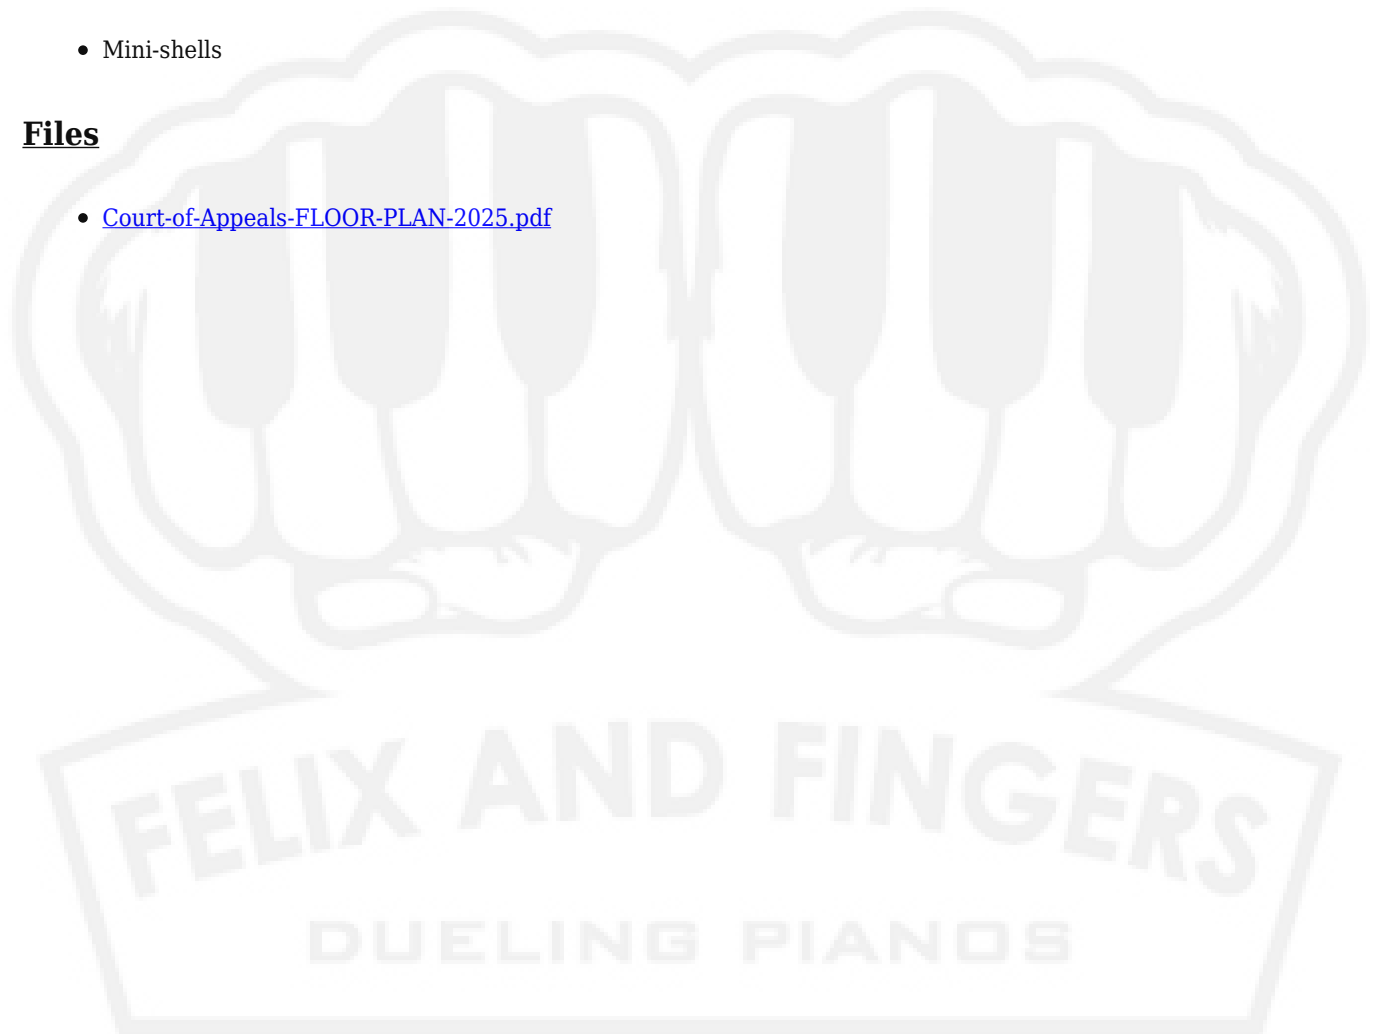 Mini-shells
Files
Court-of-Appeals-FLOOR-PLAN-2025.pdf
FELIX AND FINGERS
DUELING PIANOS